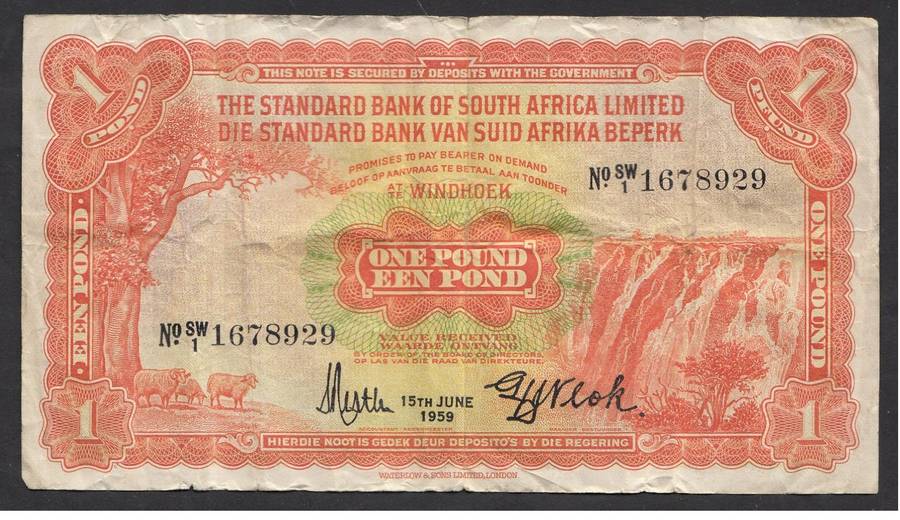 1
POND
THIS NOTE IS SECURED BY DEPOSITS WITH THE GOVERNMENT
1
PFUND
THE STANDARD BANK OF SOUTH AFRICA LIMITED
DIE STANDARD BANK VAN SUID AFRIKA BEPERK
PROMISES TO PAY BEARER ON DEMAND
BELOOF OP AANVRAAG TE BETAAL AAN TOONDER
AT
TE WINDHOEK
No SW/1 1678929
EEN POND
ONE POUND
ONE POUND
EEN POND
No SW/1 1678929
VALUE RECEIVED
WAARDE ONTVANG
BY ORDER OF THE BOARD OF DIRECTORS,
OP LAS VAN DIE RAAD VAN DIREKTEURE.
15TH JUNE
1959
1
HIERDIE NOOT IS GEDEK DEUR DEPOSITO'S BY DIE REGERING
1
WATERLOW & SONS LIMITED, LONDON.